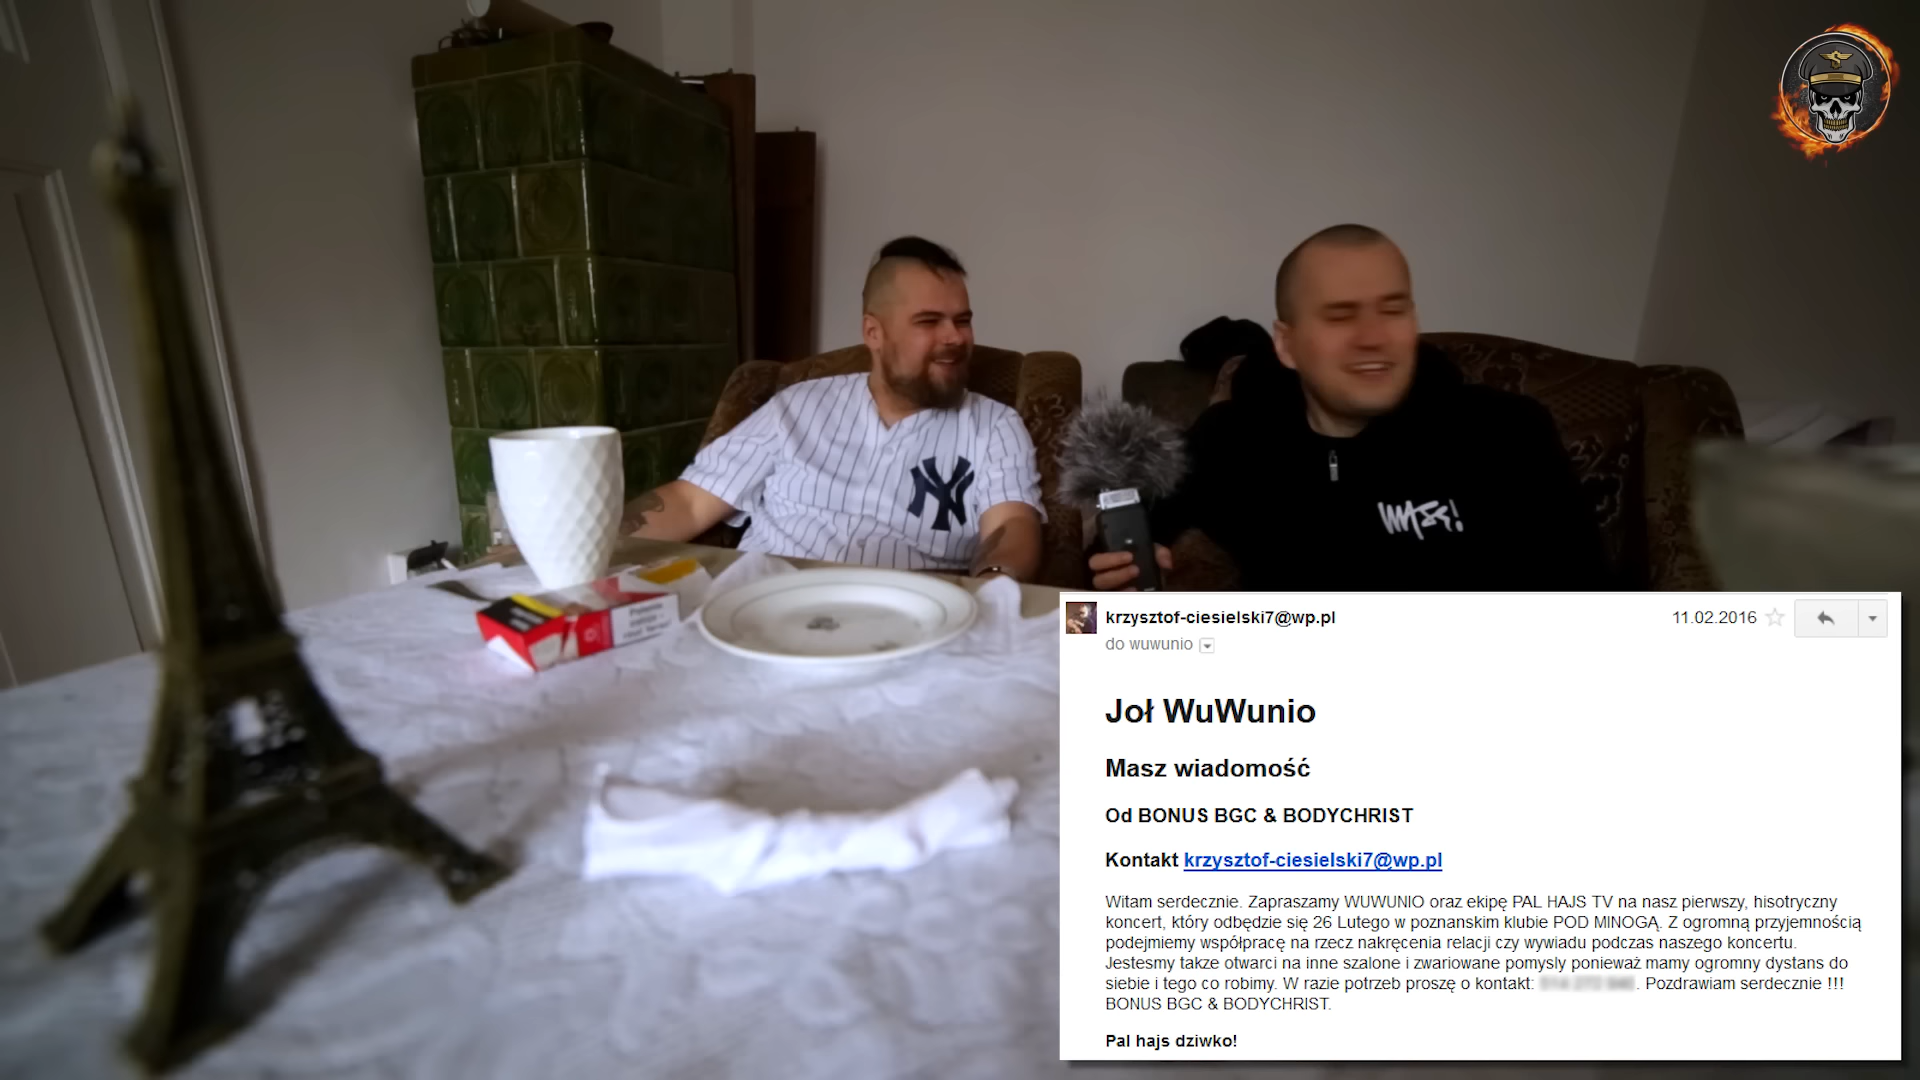 NY
krzysztof-ciesielski7@wp.pl
11.02.2016
do wuwunio
Joł WuWunio
Masz wiadomość
Od BONUS BGC & BODYCHRIST
Kontakt krzysztof-ciesielski7@wp.pl
Witam serdecznie. Zapraszamy WUWUNIO oraz ekipę PAL HAJS TV na nasz pierwszy, hisotryczny
koncert, który odbędzie się 26 Lutego w poznanskim klubie POD MINOGĄ. Z ogromną przyjemnością
podejmiemy współpracę na rzecz nakręcenia relacji czy wywiadu podczas naszego koncertu.
Jestesmy takze otwarci na inne szalone i zwariowane pomysly ponieważ mamy ogromny dystans do
siebie i tego co robimy. W razie potrzeb proszę o kontakt: . Pozdrawiam serdecznie !!!
BONUS BGC & BODYCHRIST.
Pal hajs dziwko!